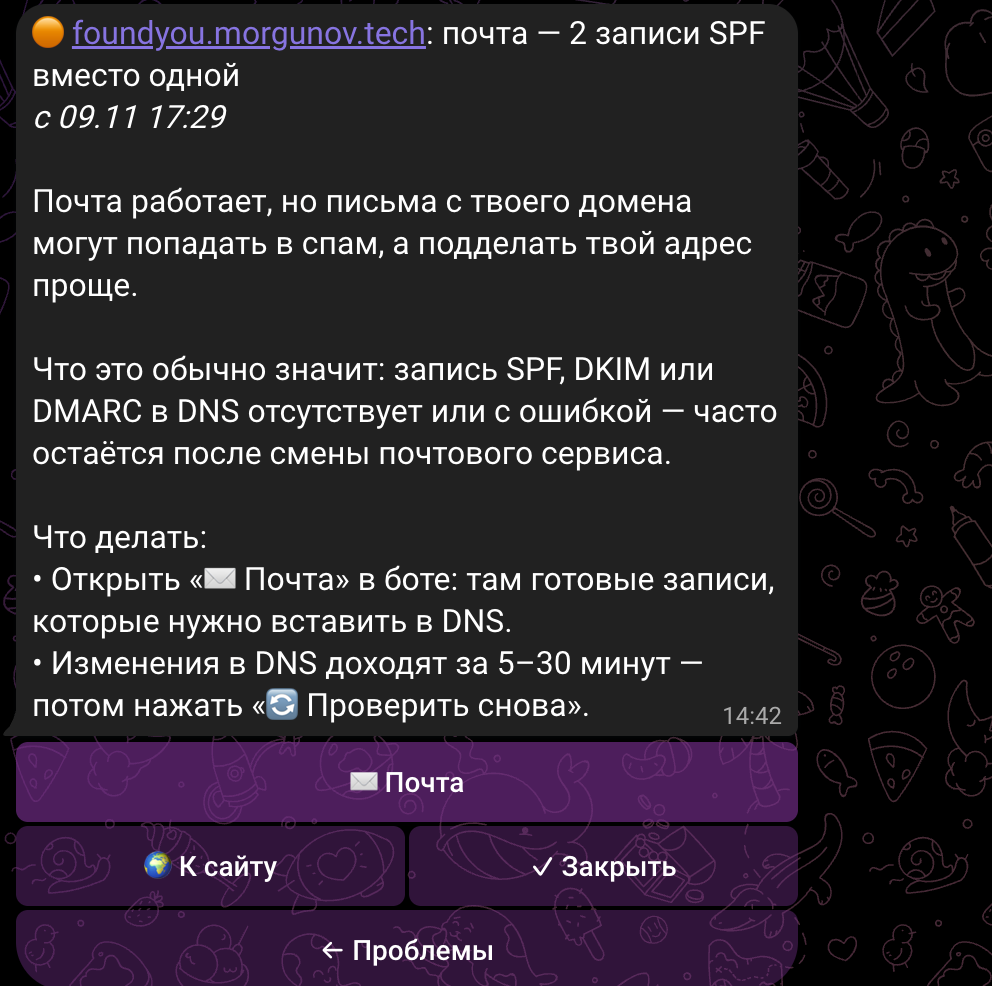 🟠 foundyou.morgunov.tech: почта — 2 записи SPF
вместо одной
с 09.11 17:29
Почта работает, но письма с твоего домена
могут попадать в спам, а подделать твой адрес
проще.
Что это обычно значит: запись SPF, DKIM или
DMARC в DNS отсутствует или с ошибкой — часто
остаётся после смены почтового сервиса.
Что делать:
• Открыть «✉️ Почта» в боте: там готовые записи,
которые нужно вставить в DNS.
• Изменения в DNS доходят за 5–30 минут —
потом нажать «🔄 Проверить снова».
14:42
✉️ Почта
🌍 К сайту
✓ Закрыть
← Проблемы